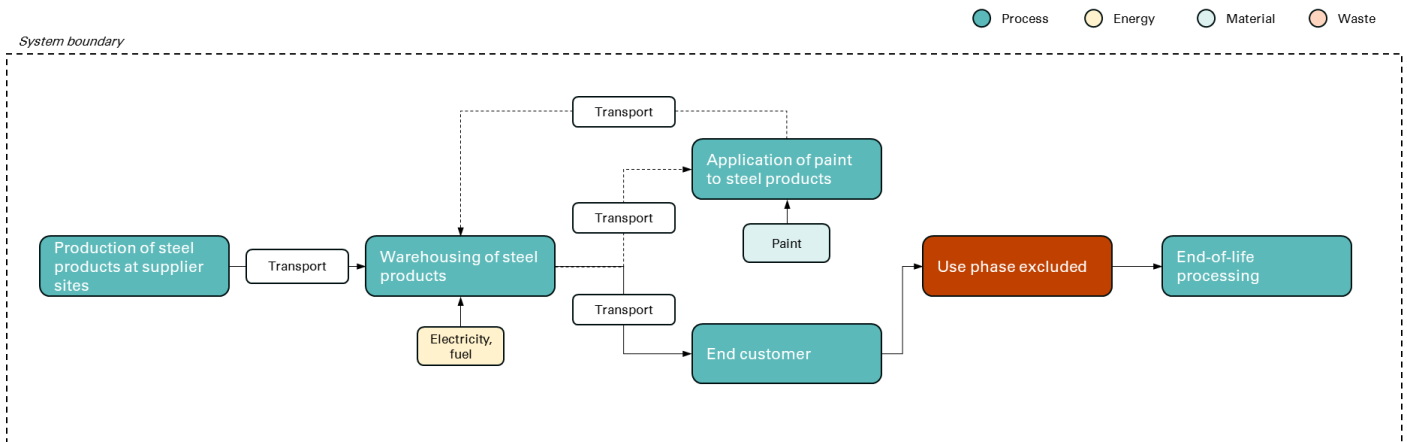 Process
Energy
Material
Waste
System boundary
Transport
Application of paint
to steel products
Transport
Paint
Production of steel
products at supplier
sites
Transport
Warehousing of steel
products
Use phase excluded
End-of-life
processing
Transport
Electricity,
fuel
End customer